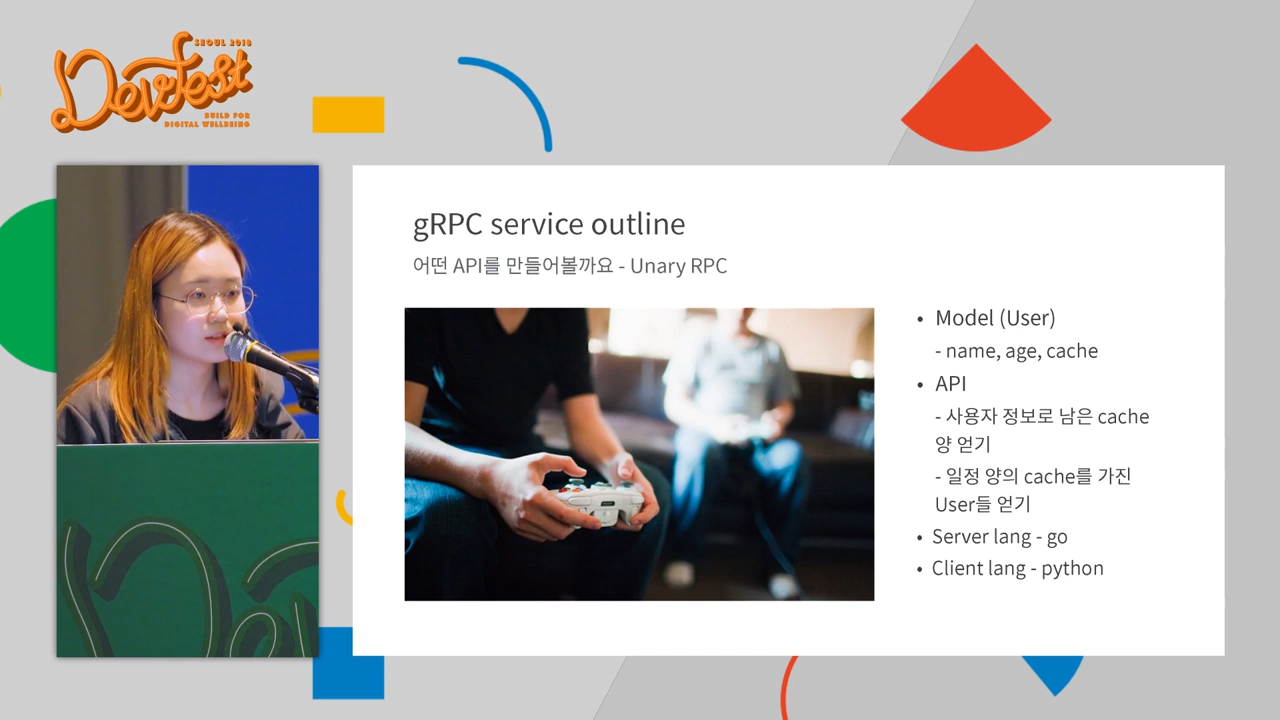 SEOUL 2018
DevFest
BUILD FOR
DIGITAL WELLBEING
gRPC service outline
어떤 API를 만들어볼까요 - Unary RPC
• Model (User)
- name, age, cache
• API
- 사용자 정보로 남은 cache
양 얻기
- 일정 양의 cache를 가진
User들 얻기
• Server lang - go
• Client lang - python
Dev